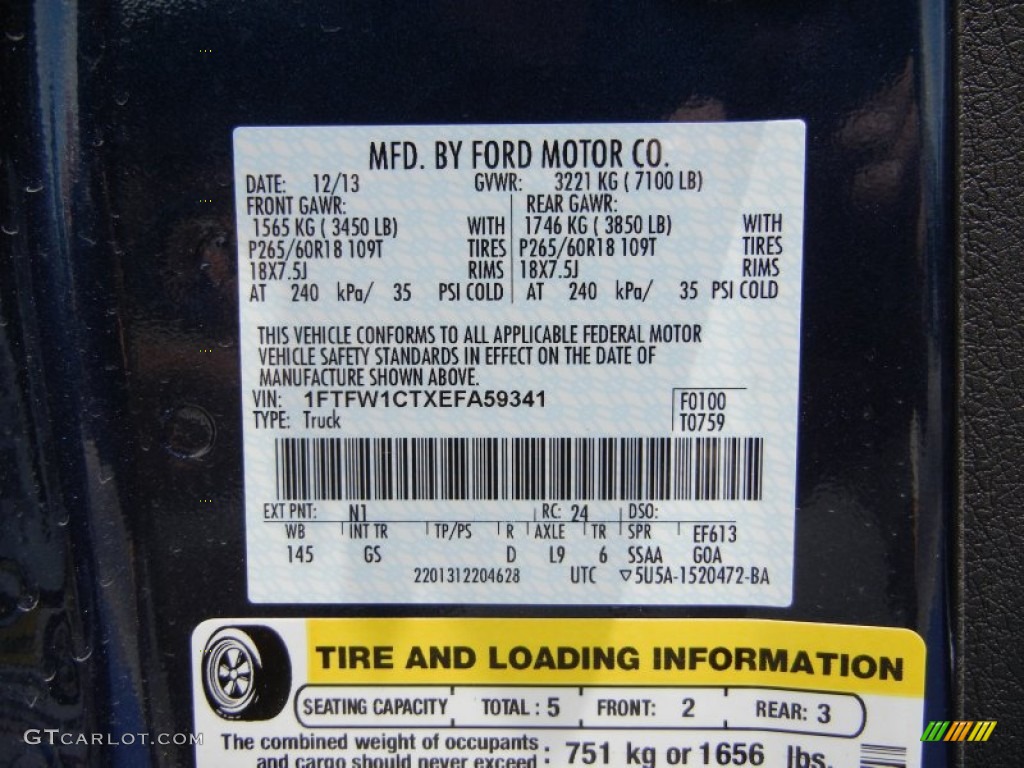 MFD. BY FORD MOTOR CO.
DATE: 12/13 GVWR: 3221 KG ( 7100 LB)
FRONT GAWR: REAR GAWR:
1565 KG ( 3450 LB) WITH 1746 KG ( 3850 LB) WITH
P265/60R18 109T TIRES P265/60R18 109T TIRES
18X7.5J RIMS 18X7.5J RIMS
AT 240 kPa/ 35 PSI COLD AT 240 kPa/ 35 PSI COLD
THIS VEHICLE CONFORMS TO ALL APPLICABLE FEDERAL MOTOR
VEHICLE SAFETY STANDARDS IN EFFECT ON THE DATE OF
MANUFACTURE SHOWN ABOVE.
VIN: 1FTFW1CTXEFA59341 F0100
TYPE: Truck T0759
EXT PNT: N1 RC: 24 DSO:
WB INT TR TP/PS R AXLE TR SPR EF613
145 GS D L9 6 SSAA GOA
2201312204628 UTC ▽5U5A-1520472-BA
TIRE AND LOADING INFORMATION
SEATING CAPACITY TOTAL : 5 FRONT: 2 REAR: 3
The combined weight of occupants
and cargo should never exceed : 751 kg or 1656 lbs.
GTCARLOT.COM